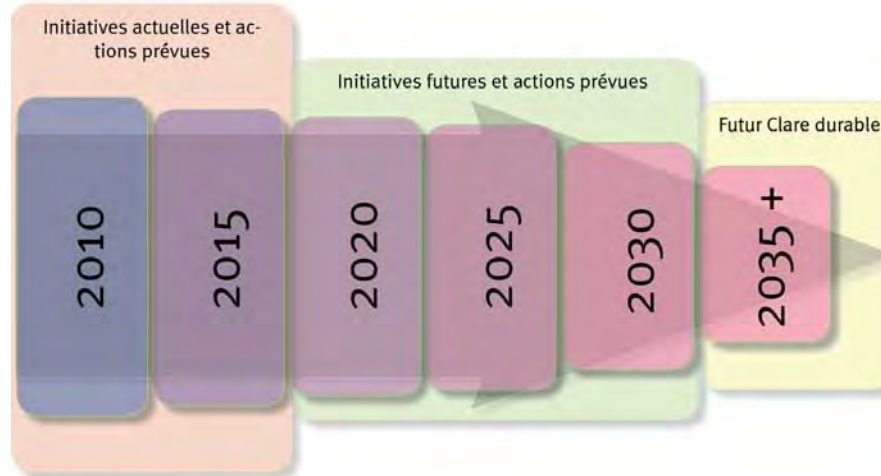 Initiatives actuelles et ac-
tions prévues
Initiatives futures et actions prévues
Futur Clare durable
2010
2015
2020
2025
2030
2035 +